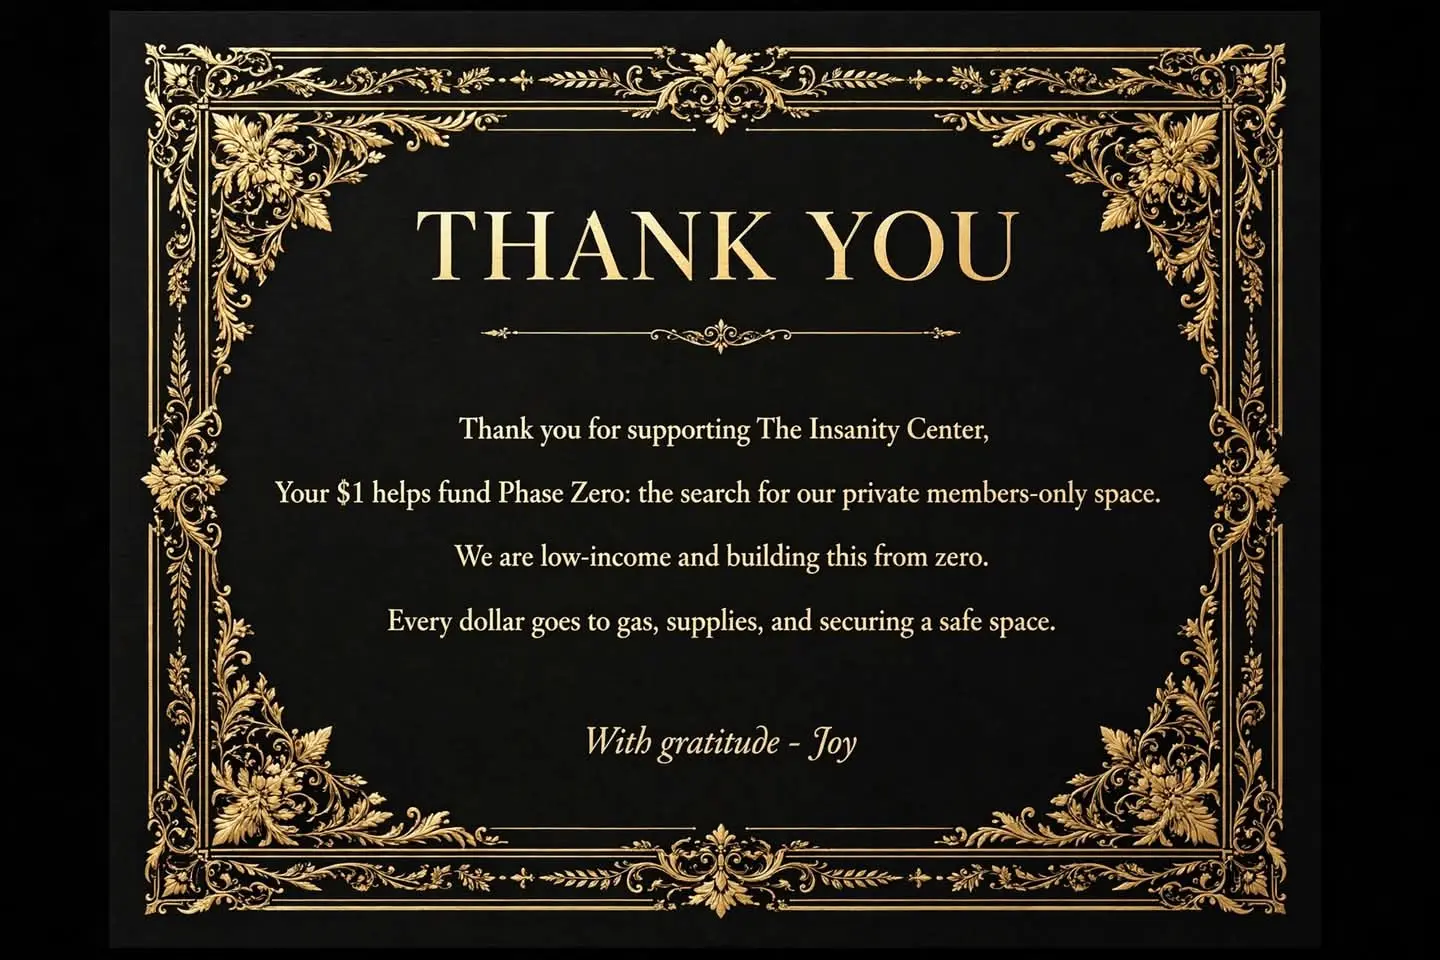 THANK YOU
Thank you for supporting The Insanity Center,
Your $1 helps fund Phase Zero: the search for our private members-only space.
We are low-income and building this from zero.
Every dollar goes to gas, supplies, and securing a safe space.
With gratitude - Joy